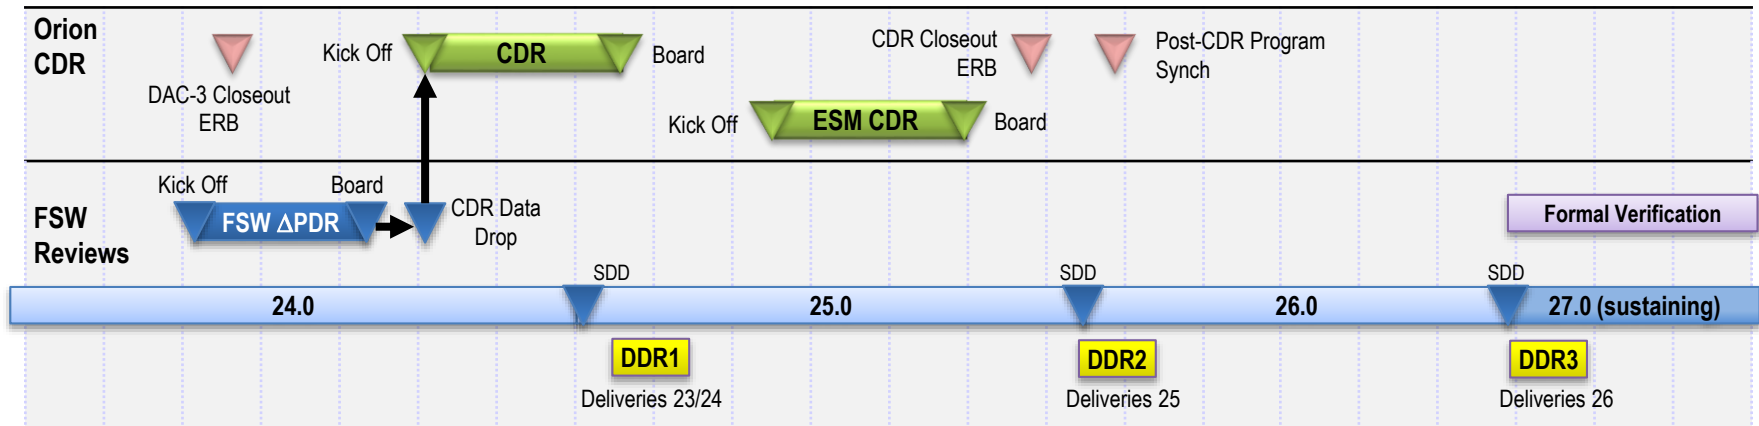 Orion
CDR
DAC-3 Closeout
ERB
Kick Off
CDR
Board
Kick Off
ESM CDR
Board
CDR Closeout
ERB
Post-CDR Program
Synch
FSW
Reviews
Kick Off
Board
FSW ΔPDR
CDR Data
Drop
Formal Verification
SDD
SDD
SDD
24.0
25.0
26.0
27.0 (sustaining)
DDR1
Deliveries 23/24
DDR2
Deliveries 25
DDR3
Deliveries 26